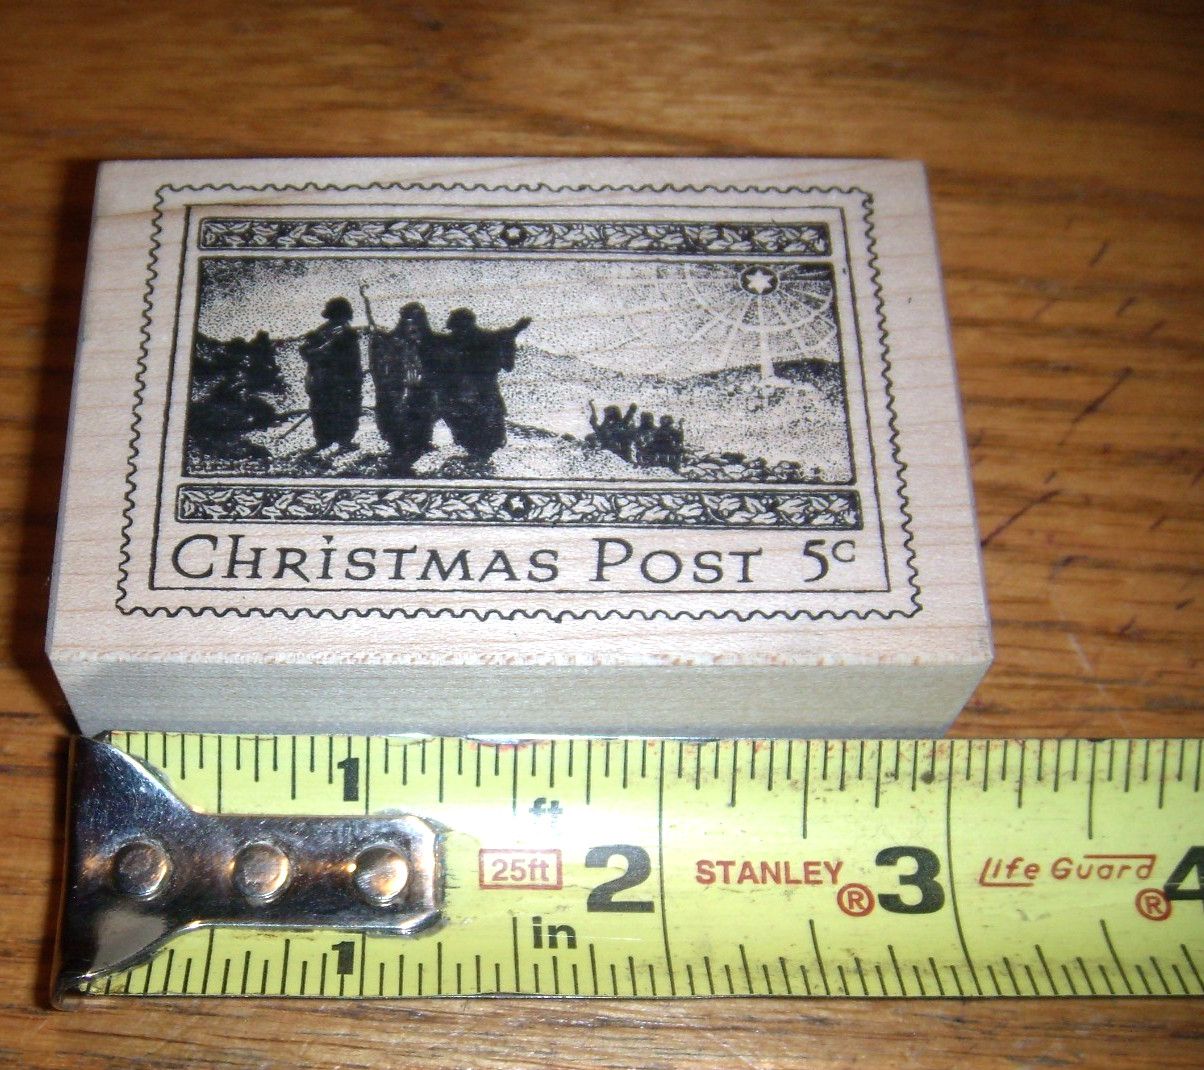 CHRiSTMAS POST 5C
1
ft
25ft 2 STANLEY ® 3 Life Guard ® 4
in
1